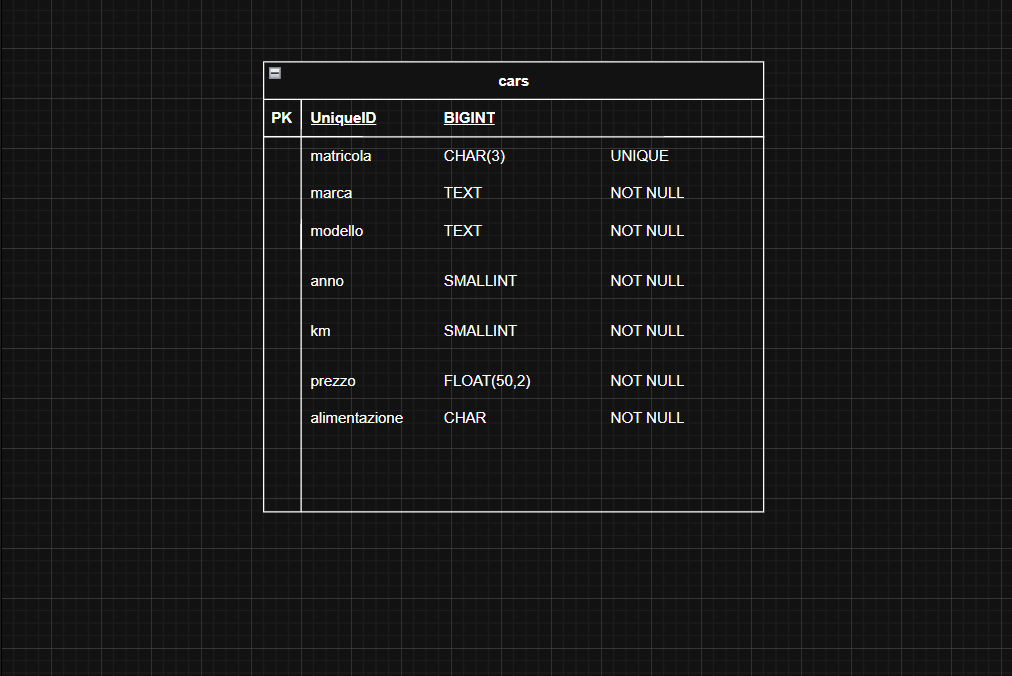 cars
PK UniqueID BIGINT
matricola CHAR(3) UNIQUE
marca TEXT NOT NULL
modello TEXT NOT NULL
anno SMALLINT NOT NULL
km SMALLINT NOT NULL
prezzo FLOAT(50,2) NOT NULL
alimentazione CHAR NOT NULL